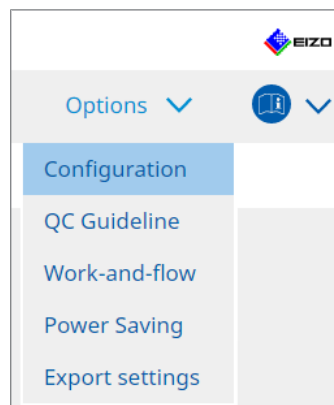 EIZO
Options
Configuration
QC Guideline
Work-and-flow
Power Saving
Export settings